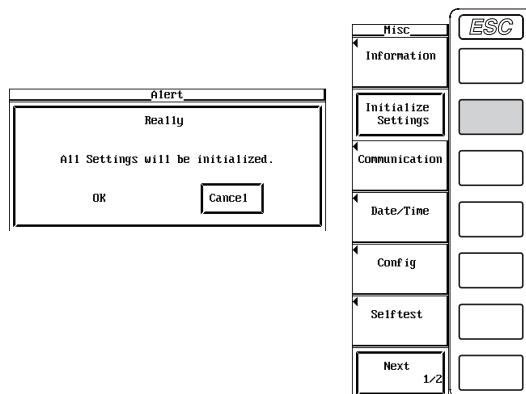 Alert
Really
All Settings will be initialized.
OK
Cancel
Misc
ESC
Information
Initialize
Settings
Communication
Date/Time
Config
Selftest
Next
1/2